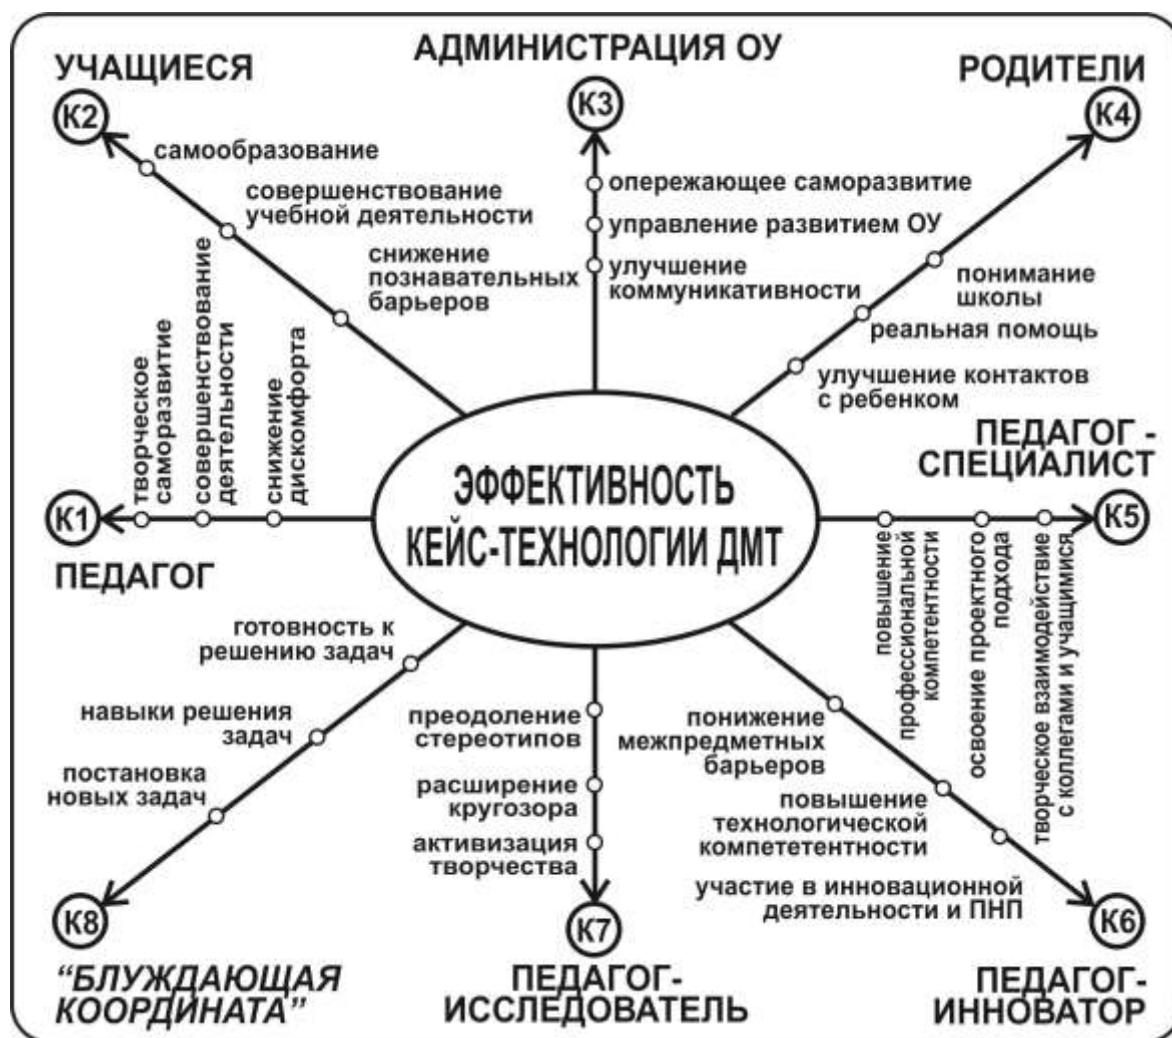 УЧАЩИЕСЯ
К2
самообразование
совершенствование
учебной деятельности
снижение
познавательных
барьеров
АДМИНИСТРАЦИЯ ОУ
К3
опережающее саморазвитие
управление развитием ОУ
улучшение
коммуникативности
РОДИТЕЛИ
К4
понимание
школы
реальная помощь
улучшение контактов
с ребенком
творческое
саморазвитие
совершенствование
деятельности
снижение
дискомфорта
К1
ПЕДАГОГ
ЭФФЕКТИВНОСТЬ
КЕЙС-ТЕХНОЛОГИИ ДМТ
ПЕДАГОГ -
СПЕЦИАЛИСТ
К5
повышение
профессиональной
компетентности
освоение проектного
подхода
творческое взаимодействие
с коллегами и учащимися
готовность к
решению задач
навыки решения
задач
постановка
новых задач
К8
“БЛУЖДАЮЩАЯ
КООРДИНАТА”
преодоление
стереотипов
расширение
кругозора
активизация
творчества
К7
ПЕДАГОГ-
ИССЛЕДОВАТЕЛЬ
понижение
межпредметных
барьеров
повышение
технологической
компететентности
участие в инновационной
деятельности и ПНП
К6
ПЕДАГОГ-
ИННОВАТОР